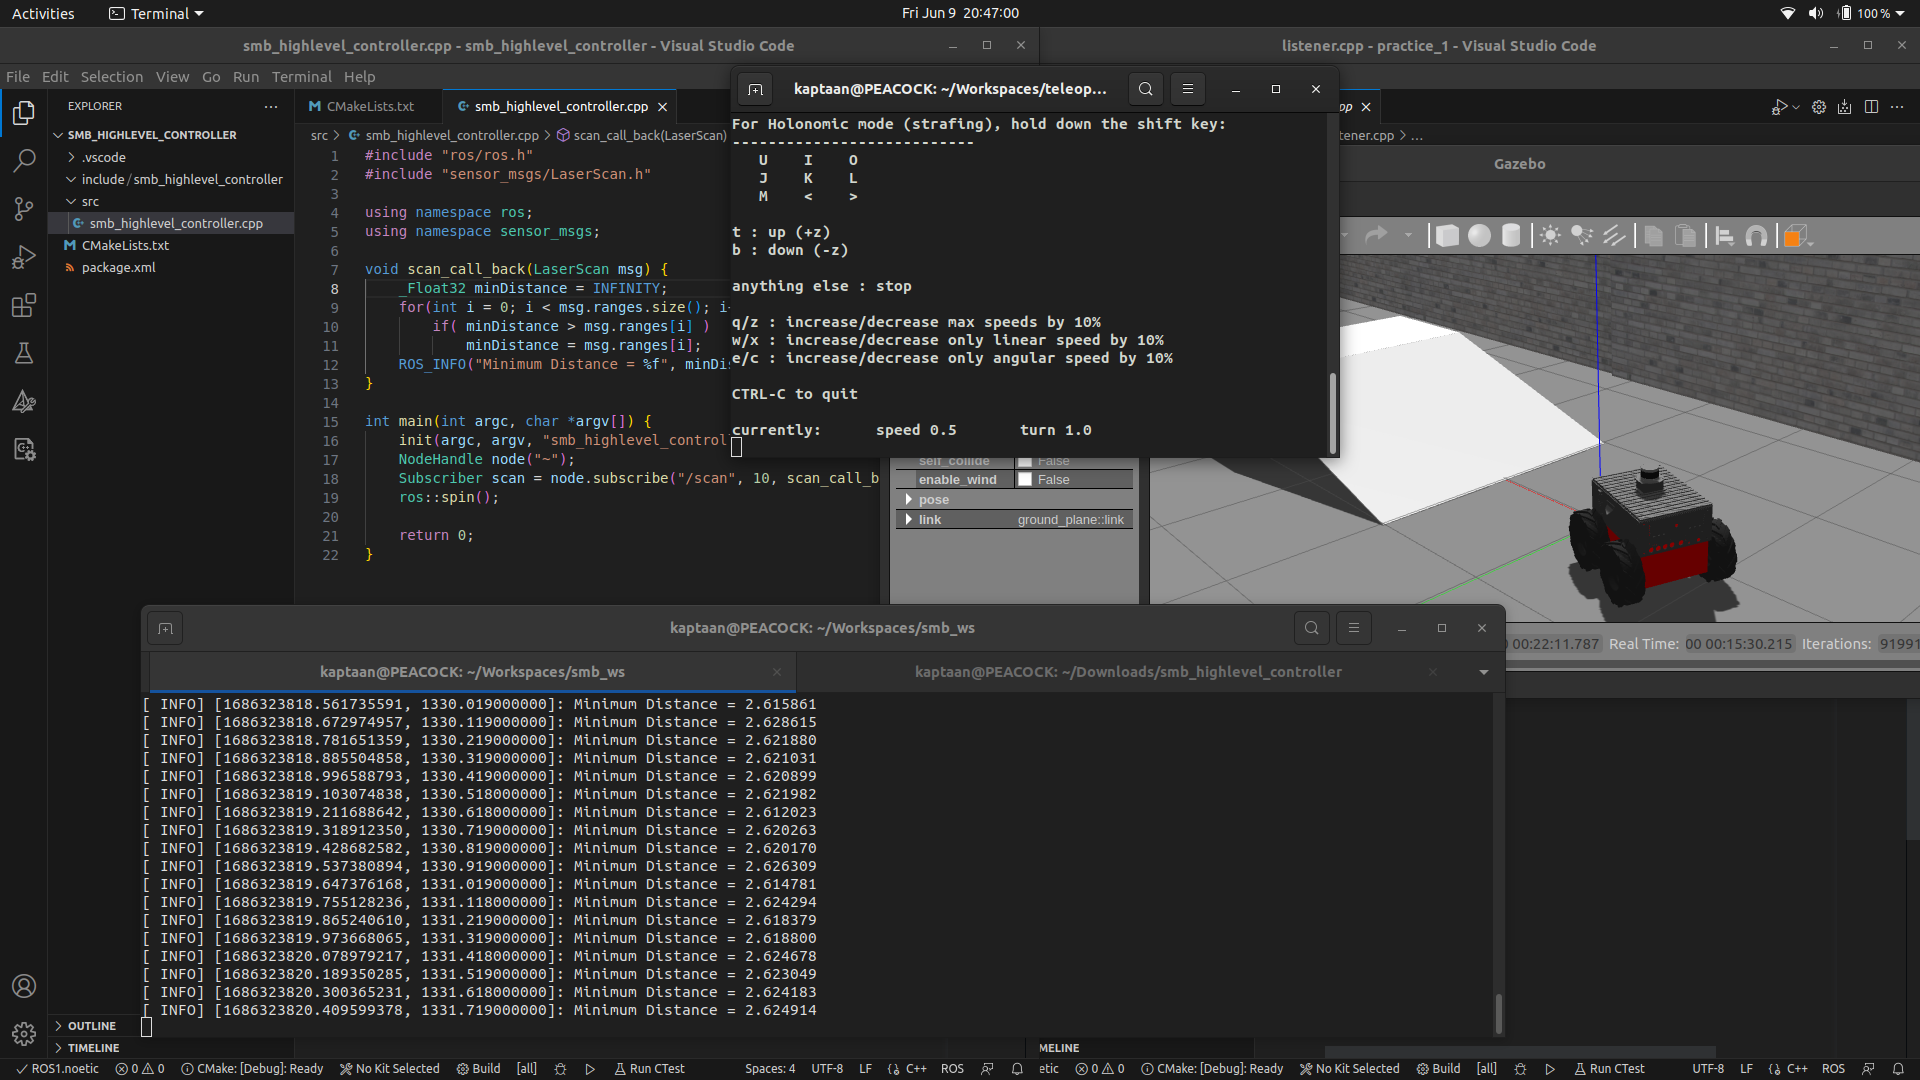 Activities
Terminal
Fri Jun 9 20:47:00
100 %
smb_highlevel_controller.cpp - smb_highlevel_controller - Visual Studio Code
listener.cpp - practice_1 - Visual Studio Code
File Edit Selection View Go Run Terminal Help
EXPLORER
SMB_HIGHLEVEL_CONTROLLER
.vscode
include/smb_highlevel_controller
src
smb_highlevel_controller.cpp
CMakeLists.txt
package.xml
OUTLINE
TIMELINE
CMakeLists.txt
smb_highlevel_controller.cpp
src > smb_highlevel_controller.cpp > scan_call_back(LaserScan)
1 #include "ros/ros.h"
2 #include "sensor_msgs/LaserScan.h"
3
4 using namespace ros;
5 using namespace sensor_msgs;
6
7 void scan_call_back(LaserScan msg) {
8 _Float32 minDistance = INFINITY;
9 for(int i = 0; i < msg.ranges.size(); i
10 if( minDistance > msg.ranges[i] )
11 minDistance = msg.ranges[i];
12 ROS_INFO("Minimum Distance = %f", minDi
13 }
14
15 int main(int argc, char *argv[]) {
16 init(argc, argv, "smb_highlevel_control
17 NodeHandle node("~");
18 Subscriber scan = node.subscribe("/scan", 10, scan_call_b
19 ros::spin();
20
21 return 0;
22 }
kaptaan@PEACOCK: ~/Workspaces/teleop...
For Holonomic mode (strafing), hold down the shift key:
---------------------------
U I O
J K L
M < >
t : up (+z)
b : down (-z)
anything else : stop
q/z : increase/decrease max speeds by 10%
w/x : increase/decrease only linear speed by 10%
e/c : increase/decrease only angular speed by 10%
CTRL-C to quit
currently: speed 0.5 turn 1.0
pp
tener.cpp > ...
Gazebo
self_collide False
enable_wind False
pose
link ground_plane::link
00:22:11.787 Real Time: 00 00:15:30.215 Iterations: 91991
kaptaan@PEACOCK: ~/Workspaces/smb_ws
kaptaan@PEACOCK: ~/Workspaces/smb_ws
kaptaan@PEACOCK: ~/Downloads/smb_highlevel_controller
[ INFO] [1686323818.561735591, 1330.019000000]: Minimum Distance = 2.615861
[ INFO] [1686323818.672974957, 1330.119000000]: Minimum Distance = 2.628615
[ INFO] [1686323818.781651359, 1330.219000000]: Minimum Distance = 2.621880
[ INFO] [1686323818.885504858, 1330.319000000]: Minimum Distance = 2.621031
[ INFO] [1686323818.996588793, 1330.419000000]: Minimum Distance = 2.620899
[ INFO] [1686323819.103074838, 1330.518000000]: Minimum Distance = 2.621982
[ INFO] [1686323819.211688642, 1330.618000000]: Minimum Distance = 2.612023
[ INFO] [1686323819.318912350, 1330.719000000]: Minimum Distance = 2.620263
[ INFO] [1686323819.428682582, 1330.819000000]: Minimum Distance = 2.620170
[ INFO] [1686323819.537380894, 1330.919000000]: Minimum Distance = 2.626309
[ INFO] [1686323819.647376168, 1331.019000000]: Minimum Distance = 2.614781
[ INFO] [1686323819.755128236, 1331.118000000]: Minimum Distance = 2.624294
[ INFO] [1686323819.865240610, 1331.219000000]: Minimum Distance = 2.618379
[ INFO] [1686323819.973668065, 1331.319000000]: Minimum Distance = 2.618800
[ INFO] [1686323820.078979217, 1331.418000000]: Minimum Distance = 2.624678
[ INFO] [1686323820.189350285, 1331.519000000]: Minimum Distance = 2.623049
[ INFO] [1686323820.300365231, 1331.618000000]: Minimum Distance = 2.624183
[ INFO] [1686323820.409599378, 1331.719000000]: Minimum Distance = 2.624914
MELINE
ROS1.noetic 0 0 CMake: [Debug]: Ready No Kit Selected Build [all] Run CTest Spaces: 4 UTF-8 LF C++ ROS
etic 0 0 CMake: [Debug]: Ready No Kit Selected Build [all] Run CTest UTF-8 LF C++ ROS